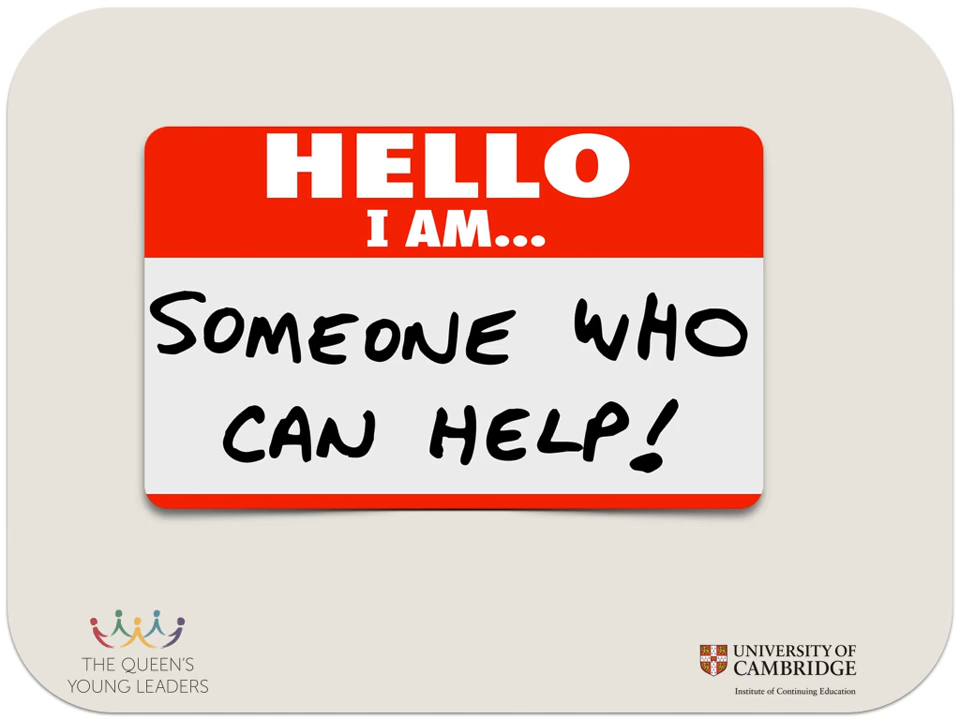 HELLO
I AM...
SOMEONE WHO
CAN HELP!
THE QUEEN'S
YOUNG LEADERS
UNIVERSITY OF
CAMBRIDGE
Institute of Continuing Education